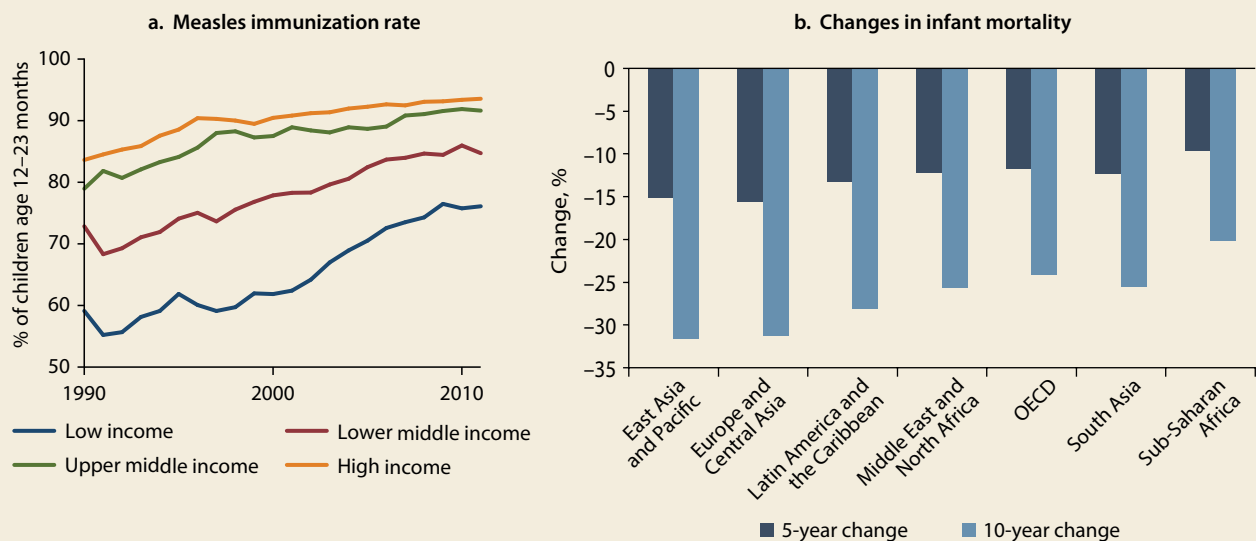 a. Measles immunization rate
% of children age 12–23 months
100
90
80
70
60
50
1990
2000
2010
Low income
Lower middle income
Upper middle income
High income
b. Changes in infant mortality
Change, %
0
–5
–10
–15
–20
–25
–30
–35
East Asia
and Pacific
Europe and
Central Asia
Latin America and
the Caribbean
Middle East and
North Africa
OECD
South Asia
Sub-Saharan
Africa
5-year change
10-year change